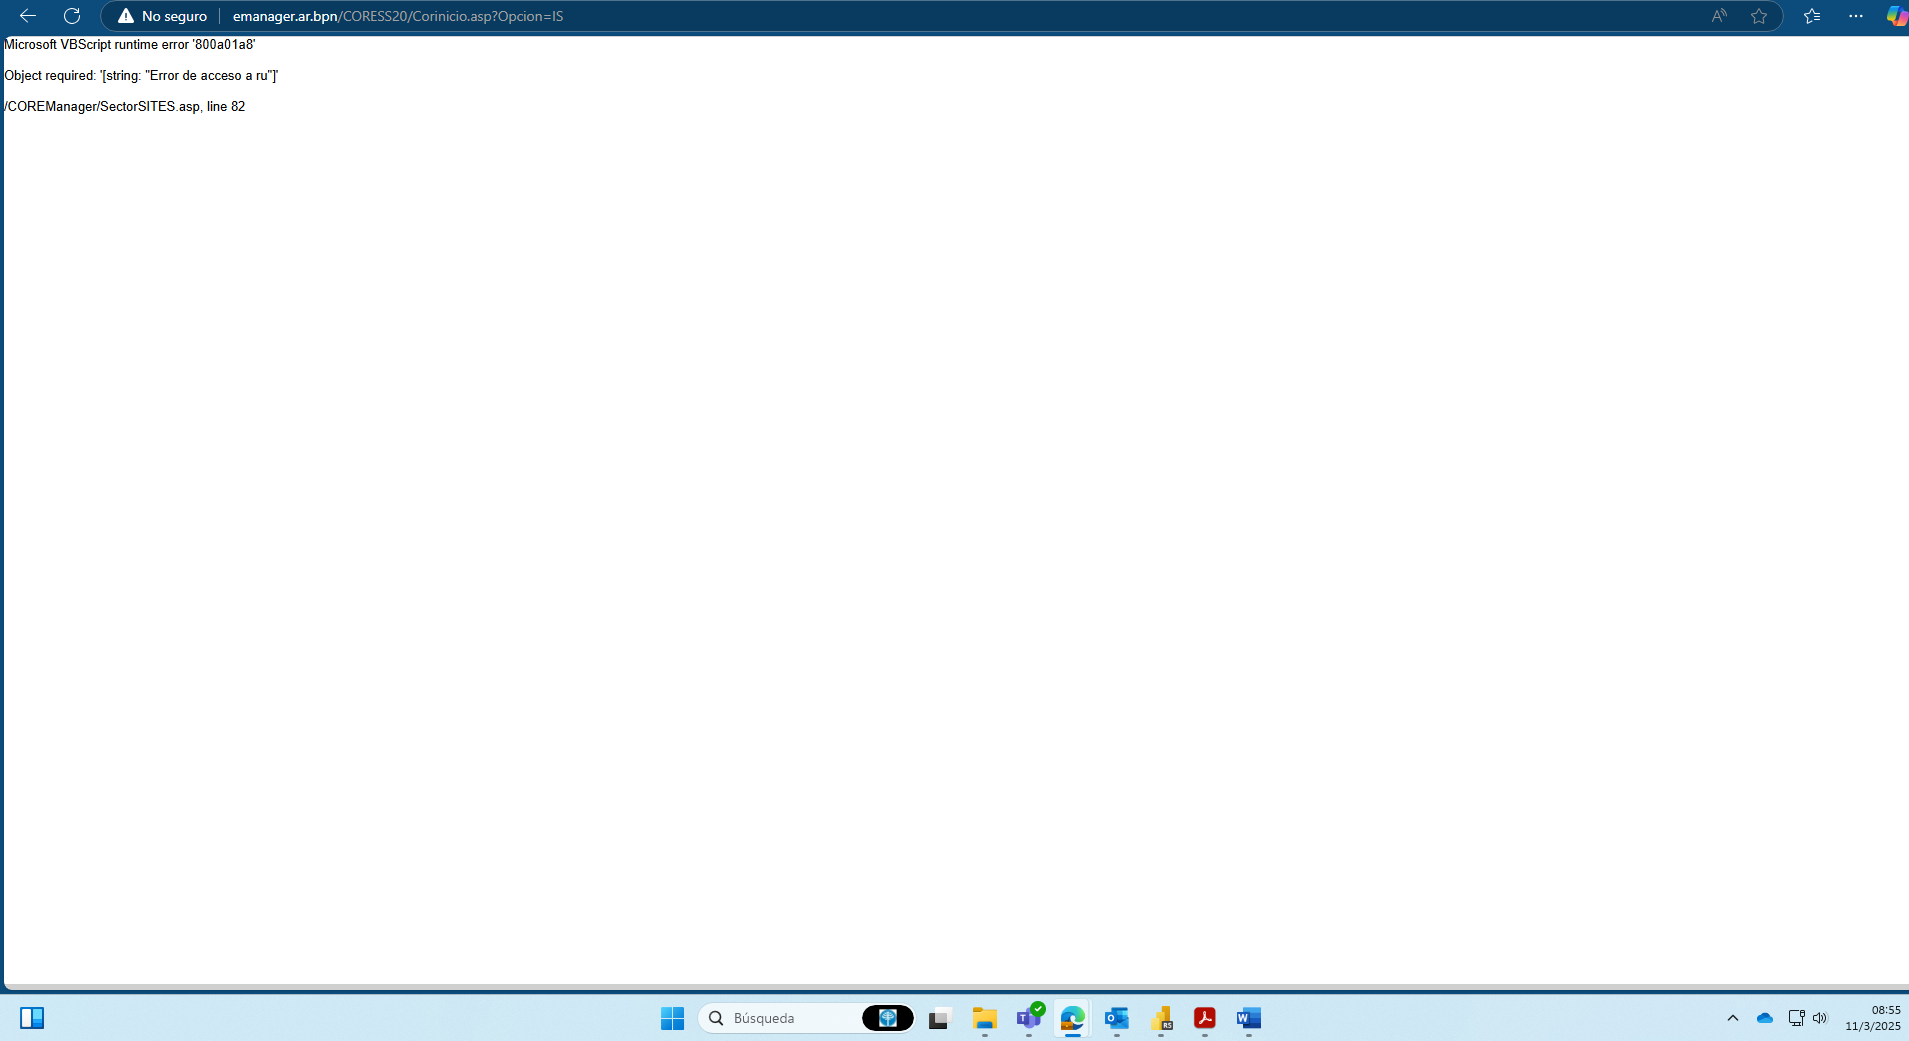 No seguro
emanager.ar.bpn/CORESS20/Corinicio.asp?Opcion=IS
Microsoft VBScript runtime error '800a01a8'
Object required: '[string: "Error de acceso a ru"]'
/COREManager/SectorSITES.asp, line 82
Búsqueda
08:55
11/3/2025